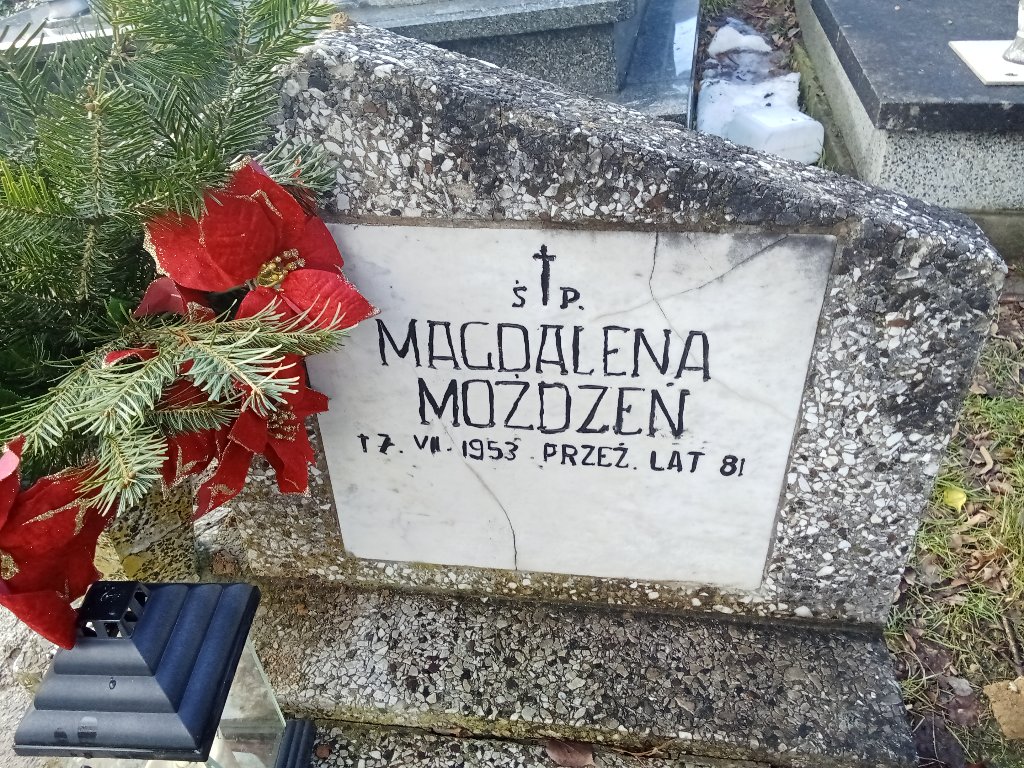 Ś † P.
MAGDALENA
MOŻDŻEŃ
† 7. VII. 1953 PRZEŻ. LAT 81